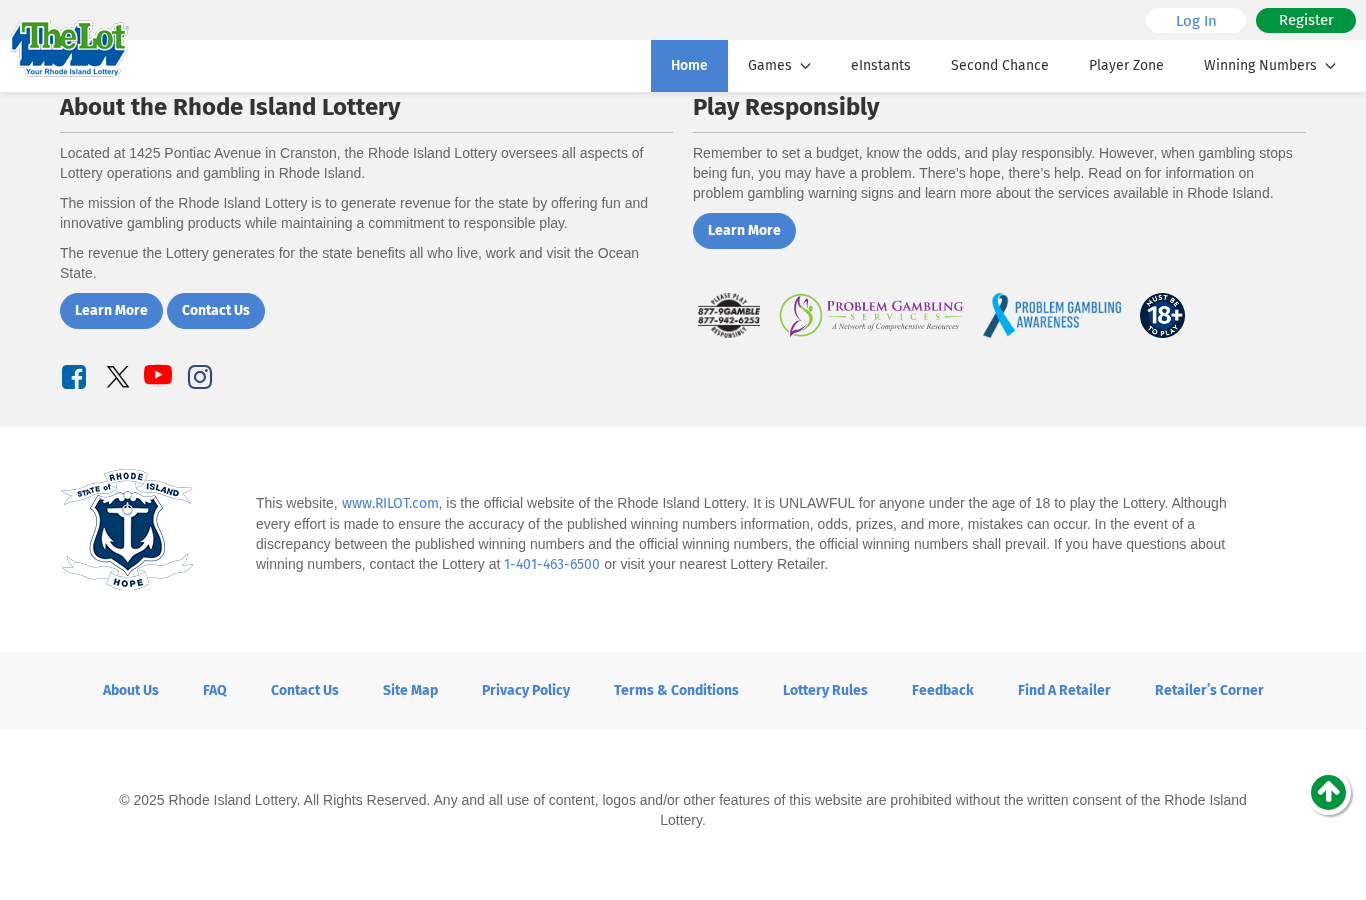 Log In
Register
The Lot
Your Rhode Island Lottery
Home
Games
eInstants
Second Chance
Player Zone
Winning Numbers
About the Rhode Island Lottery
Located at 1425 Pontiac Avenue in Cranston, the Rhode Island Lottery oversees all aspects of
Lottery operations and gambling in Rhode Island.
The mission of the Rhode Island Lottery is to generate revenue for the state by offering fun and
innovative gambling products while maintaining a commitment to responsible play.
The revenue the Lottery generates for the state benefits all who live, work and visit the Ocean
State.
Learn More
Contact Us
Play Responsibly
Remember to set a budget, know the odds, and play responsibly. However, when gambling stops
being fun, you may have a problem. There’s hope, there’s help. Read on for information on
problem gambling warning signs and learn more about the services available in Rhode Island.
Learn More
PLEASE PLAY
877-9GAMBLE
877-942-6253
RESPONSIBLY
PROBLEM GAMBLING
SERVICES
A Network of Comprehensive Resources
PROBLEM GAMBLING
AWARENESS
MUST BE
18+
TO PLAY
STATE of RHODE ISLAND
HOPE
This website, www.RILOT.com, is the official website of the Rhode Island Lottery. It is UNLAWFUL for anyone under the age of 18 to play the Lottery. Although
every effort is made to ensure the accuracy of the published winning numbers information, odds, prizes, and more, mistakes can occur. In the event of a
discrepancy between the published winning numbers and the official winning numbers, the official winning numbers shall prevail. If you have questions about
winning numbers, contact the Lottery at 1-401-463-6500 or visit your nearest Lottery Retailer.
About Us
FAQ
Contact Us
Site Map
Privacy Policy
Terms & Conditions
Lottery Rules
Feedback
Find A Retailer
Retailer’s Corner
© 2025 Rhode Island Lottery. All Rights Reserved. Any and all use of content, logos and/or other features of this website are prohibited without the written consent of the Rhode Island
Lottery.